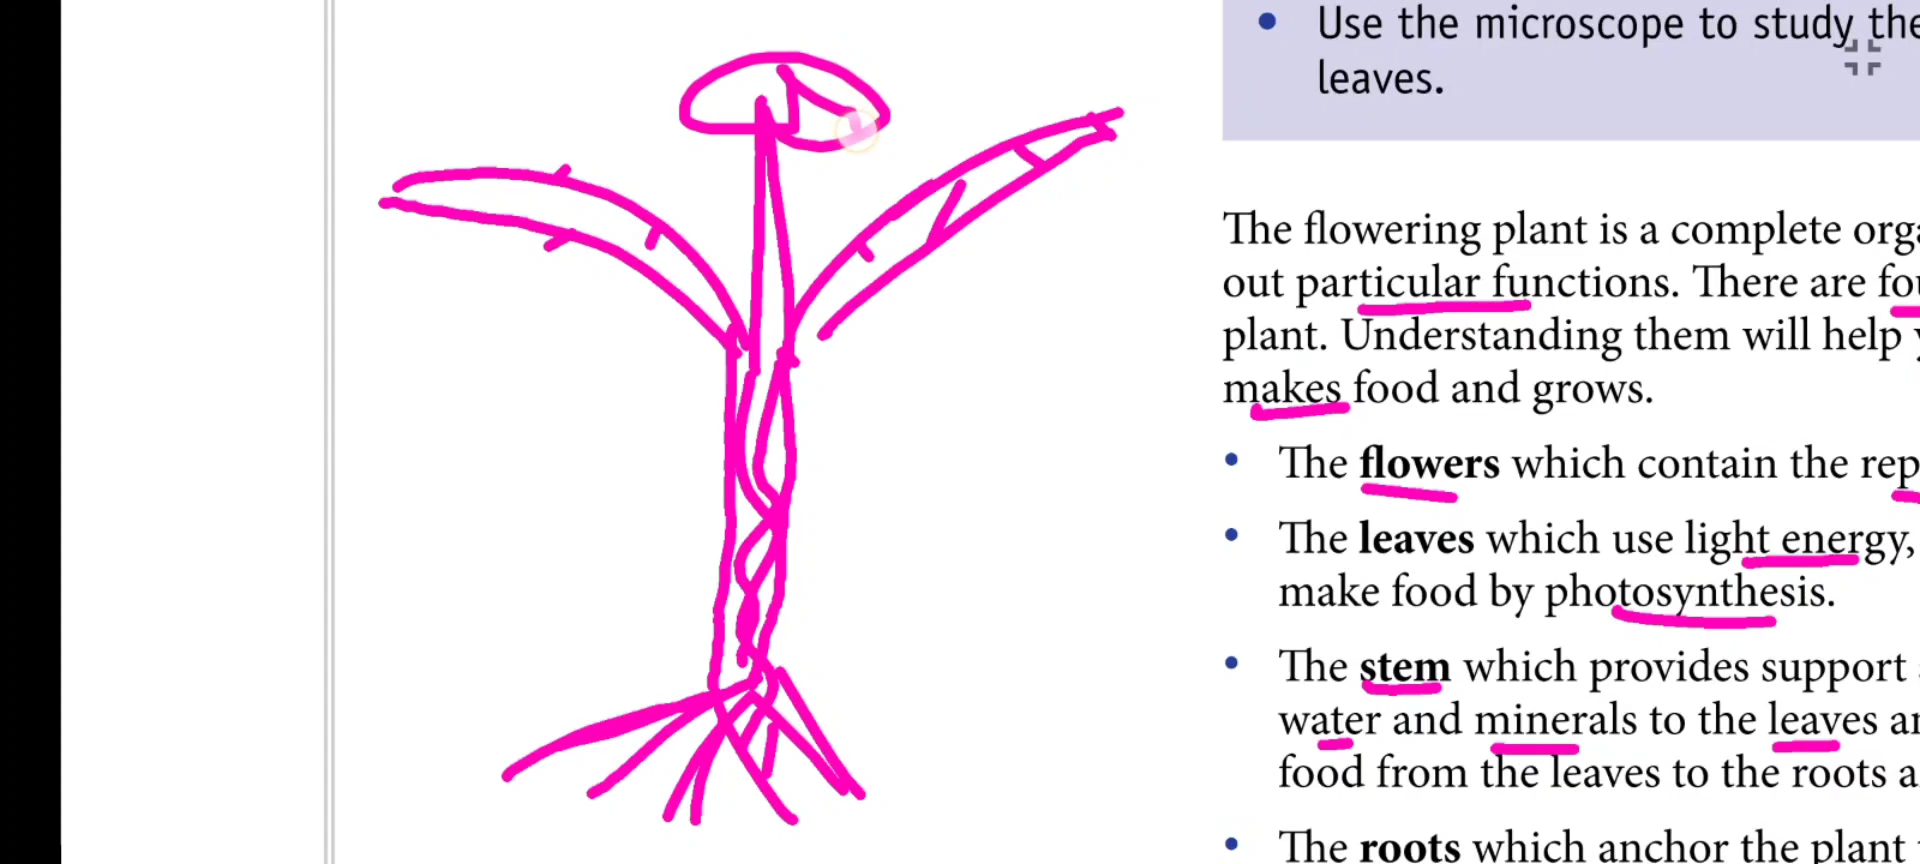 • Use the microscope to study the
leaves.
The flowering plant is a complete
out particular functions. There are
plant. Understanding them will help
makes food and grows.
• The flowers which contain the
• The leaves which use light energy,
make food by photosynthesis.
• The stem which provides support
water and minerals to the leaves
food from the leaves to the roots
• The roots which anchor the plant